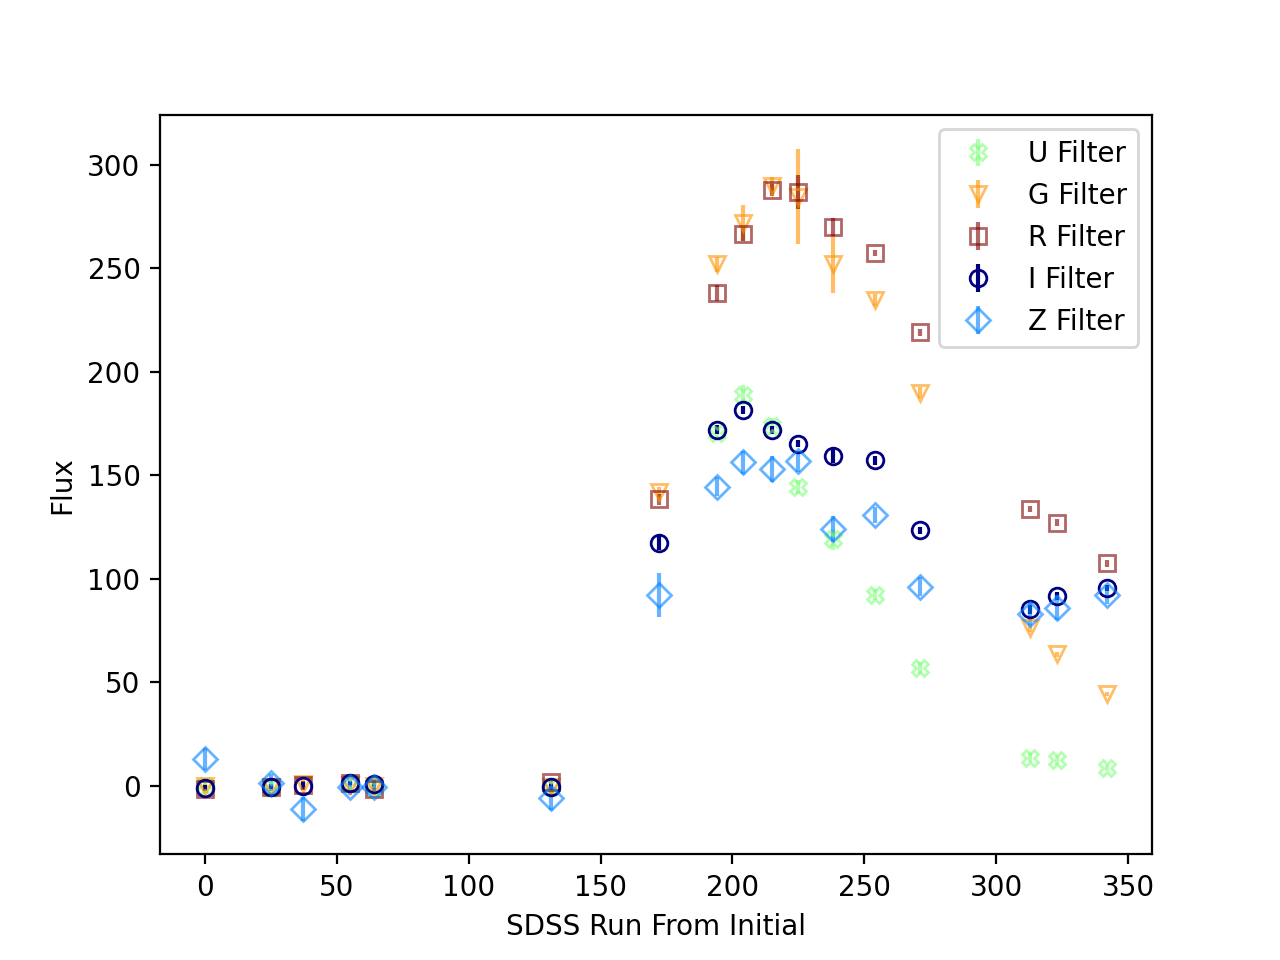 300
250
200
150
100
50
0
Flux
0 50 100 150 200 250 300 350
SDSS Run From Initial
U Filter
G Filter
R Filter
I Filter
Z Filter